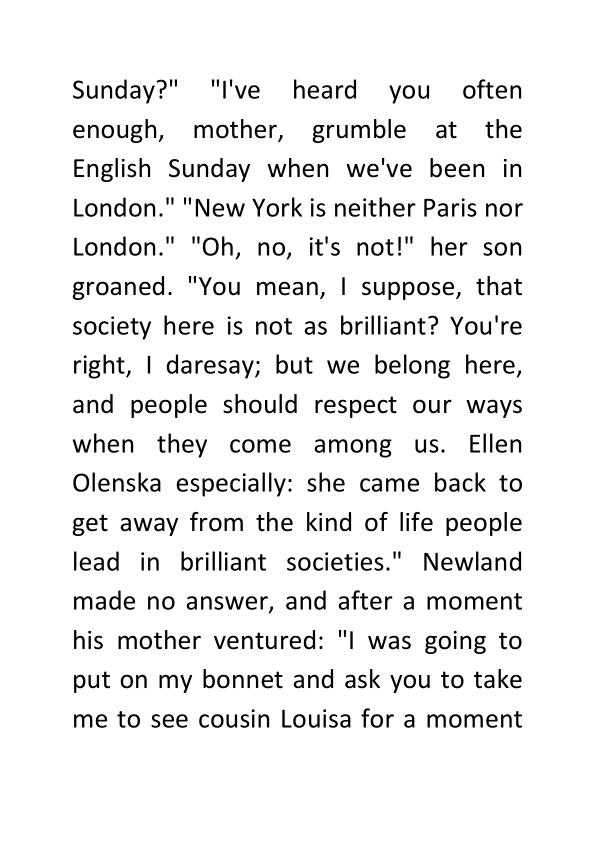 Sunday?" "I've heard you often
enough, mother, grumble at the
English Sunday when we've been in
London." "New York is neither Paris nor
London." "Oh, no, it's not!" her son
groaned. "You mean, I suppose, that
society here is not as brilliant? You're
right, I daresay; but we belong here,
and people should respect our ways
when they come among us. Ellen
Olenska especially: she came back to
get away from the kind of life people
lead in brilliant societies." Newland
made no answer, and after a moment
his mother ventured: "I was going to
put on my bonnet and ask you to take
me to see cousin Louisa for a moment